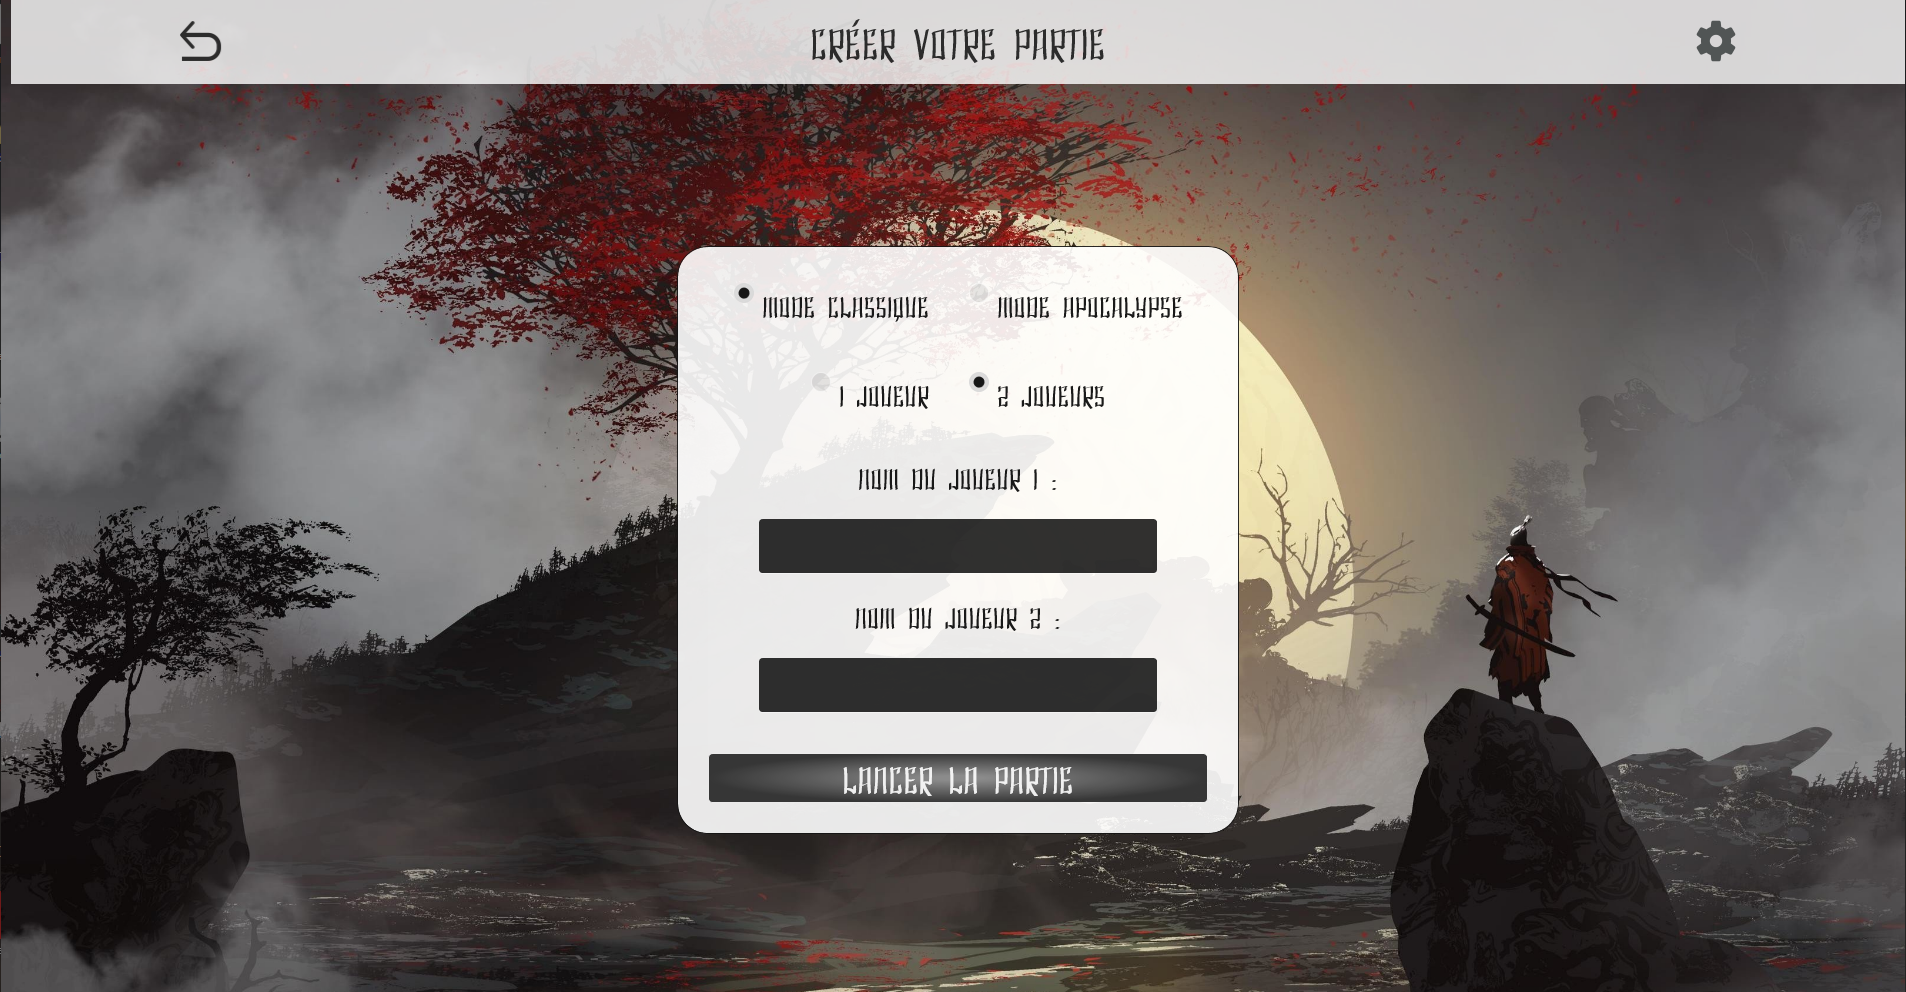 CRÉER VOTRE PARTIE
MODE CLASSIQUE MODE APOCALYPSE
1 JOUEUR 2 JOUEURS
NOM DU JOUEUR 1 :
NOM DU JOUEUR 2 :
LANCER LA PARTIE